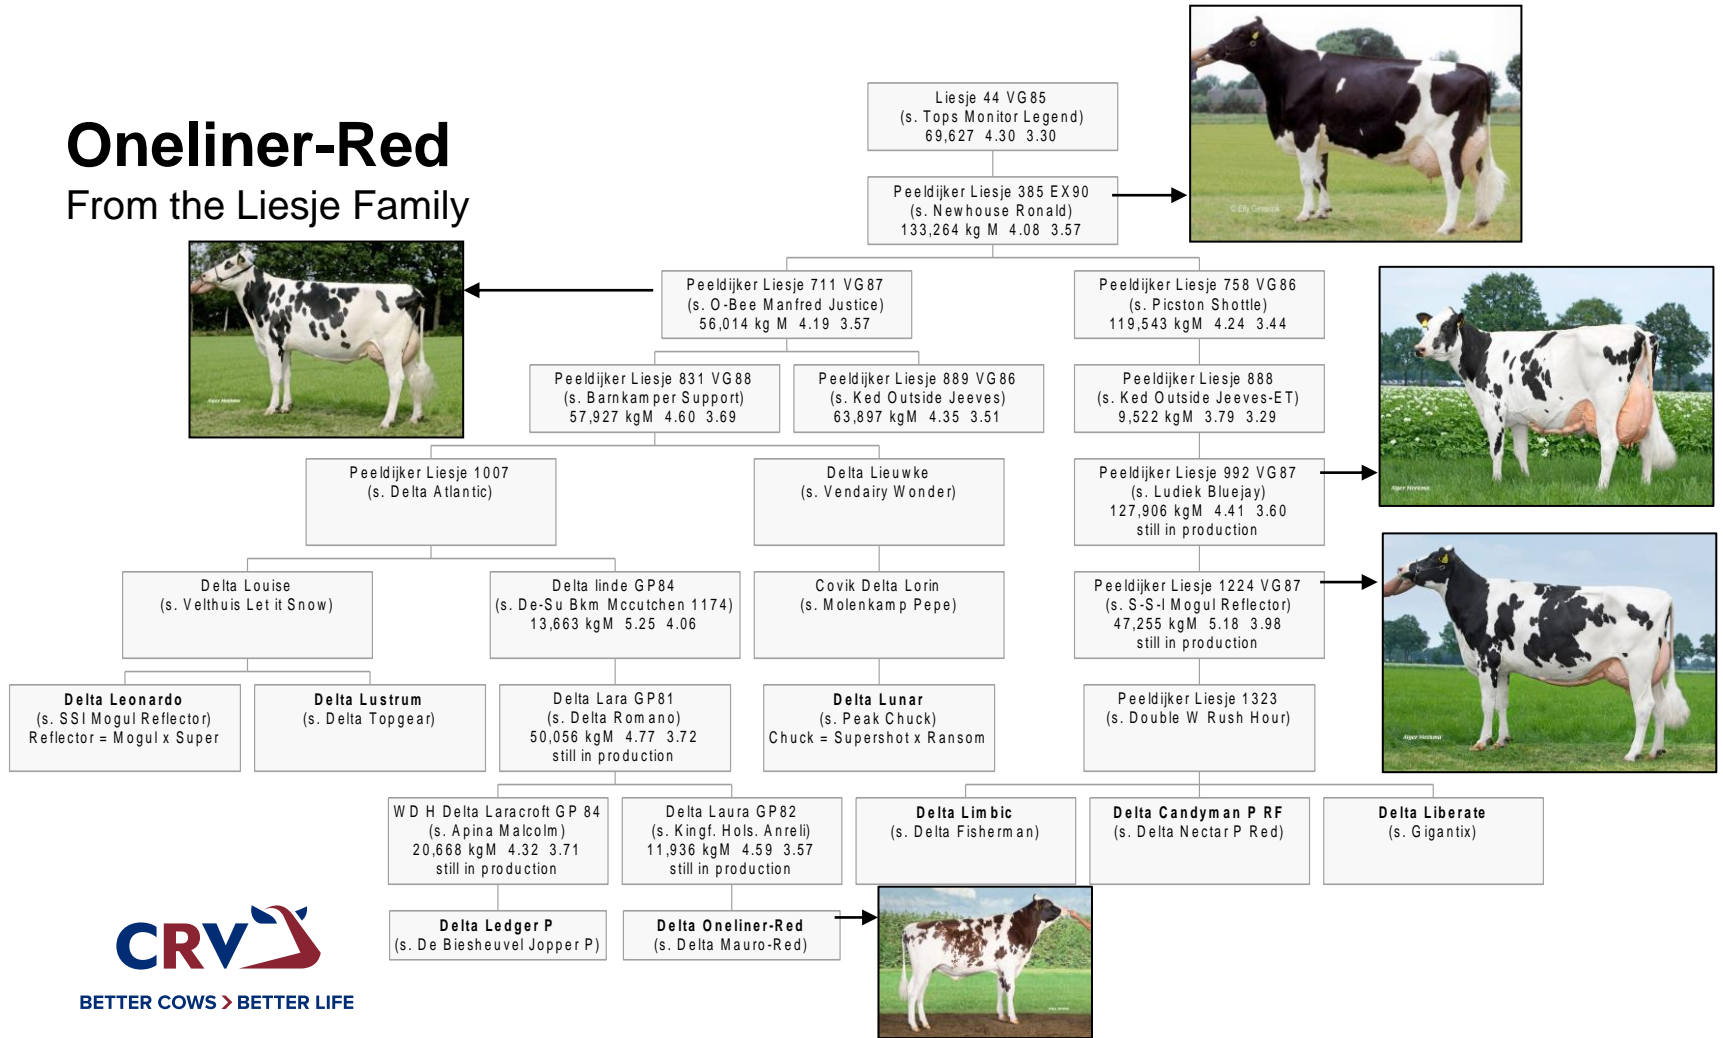 Oneliner-Red
From the Liesje Family
Liesje 44 VG85
(s. Tops Monitor Legend)
69,627 4.30 3.30
Peeldijker Liesje 385 EX90
(s. Newhouse Ronald)
133,264 kg M 4.08 3.57
Peeldijker Liesje 711 VG87
(s. O-Bee Manfred Justice)
56,014 kg M 4.19 3.57
Peeldijker Liesje 758 VG86
(s. Picston Shottle)
119,543 kgM 4.24 3.44
Peeldijker Liesje 831 VG88
(s. Barnkamper Support)
57,927 kgM 4.60 3.69
Peeldijker Liesje 889 VG86
(s. Ked Outside Jeeves)
63,897 kgM 4.35 3.51
Peeldijker Liesje 888
(s. Ked Outside Jeeves-ET)
9,522 kgM 3.79 3.29
Peeldijker Liesje 1007
(s. Delta Atlantic)
Delta Lieuwke
(s. Vendairy Wonder)
Peeldijker Liesje 992 VG87
(s. Ludiek Bluejay)
127,906 kgM 4.41 3.60
still in production
Delta Louise
(s. Velthuis Let it Snow)
Delta linde GP84
(s. De-Su Bkm Mccutchen 1174)
13,663 kgM 5.25 4.06
Covik Delta Lorin
(s. Molenkamp Pepe)
Peeldijker Liesje 1224 VG87
(s. S-S-I Mogul Reflector)
47,255 kgM 5.18 3.98
still in production
Delta Leonardo
(s. SSI Mogul Reflector)
Reflector = Mogul x Super
Delta Lustrum
(s. Delta Topgear)
Delta Lara GP81
(s. Delta Romano)
50,056 kgM 4.77 3.72
still in production
Delta Lunar
(s. Peak Chuck)
Chuck = Supershot x Ransom
Peeldijker Liesje 1323
(s. Double W Rush Hour)
WDH Delta Laracroft GP 84
(s. Apina Malcolm)
20,668 kgM 4.32 3.71
still in production
Delta Laura GP82
(s. Kingf. Hols. Anreli)
11,936 kgM 4.59 3.57
still in production
Delta Limbic
(s. Delta Fisherman)
Delta Candyman P RF
(s. Delta Nectar P Red)
Delta Liberate
(s. Gigantix)
Delta Ledger P
(s. De Biesheuvel Jopper P)
Delta Oneliner-Red
(s. Delta Mauro-Red)
CRV
BETTER COWS > BETTER LIFE